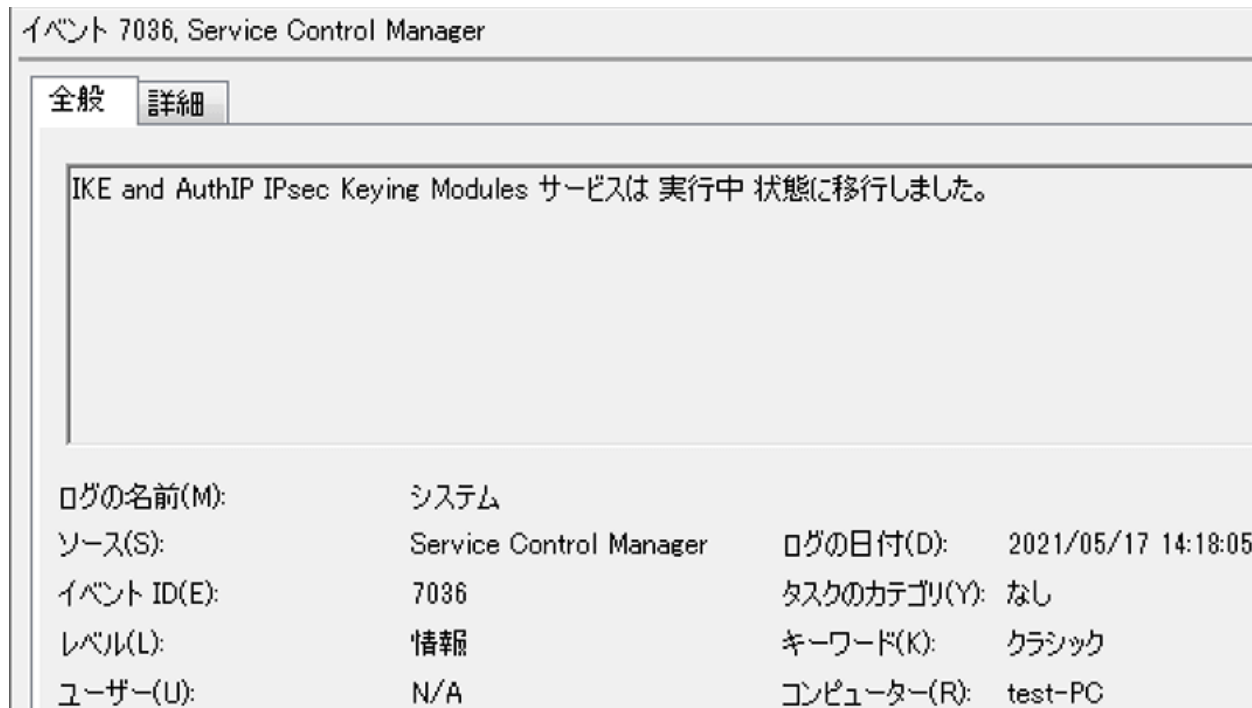 イベント 7036, Service Control Manager
全般 詳細
IKE and AuthIP IPsec Keying Modules サービスは 実行中 状態に移行しました。
ログの名前(M): システム
ソース(S): Service Control Manager ログの日付(D): 2021/05/17 14:18:05
イベント ID(E): 7036 タスクのカテゴリ(Y): なし
レベル(L): 情報 キーワード(K): クラシック
ユーザー(U): N/A コンピューター(R): test-PC